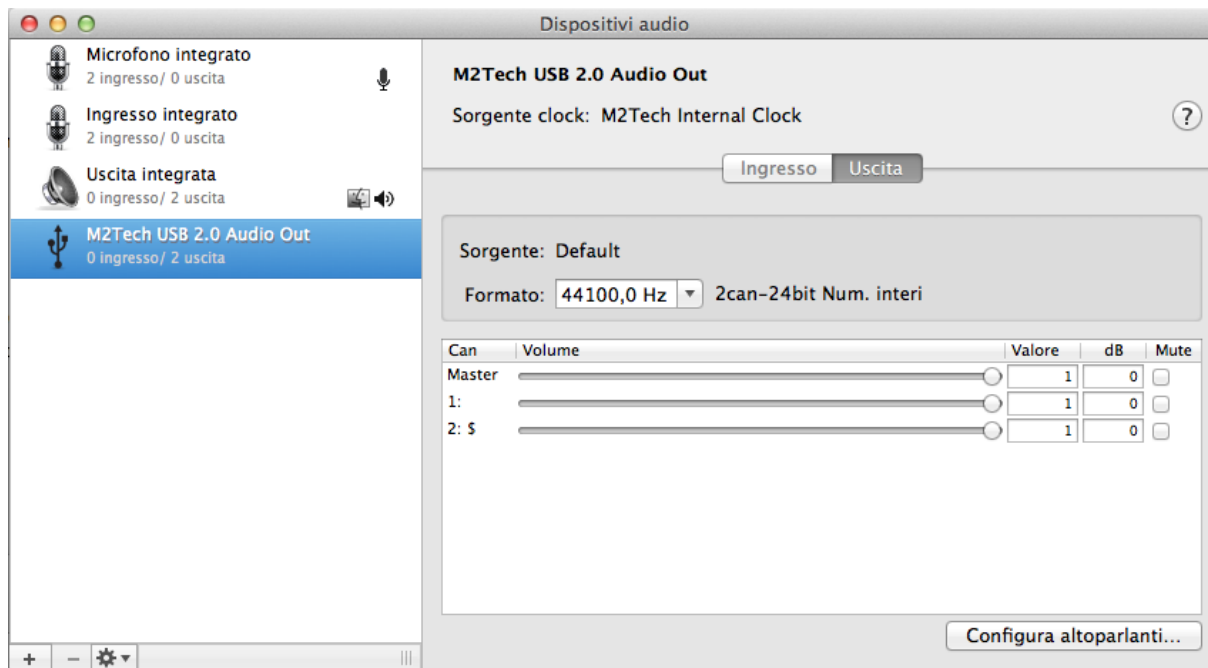 Dispositivi audio
Microfono integrato
2 ingresso/ 0 uscita
Ingresso integrato
2 ingresso/ 0 uscita
Uscita integrata
0 ingresso/ 2 uscita
M2Tech USB 2.0 Audio Out
0 ingresso/ 2 uscita
M2Tech USB 2.0 Audio Out
Sorgente clock: M2Tech Internal Clock
?
Ingresso Uscita
Sorgente: Default
Formato: 44100,0 Hz 2can-24bit Num. interi
Can Volume Valore dB Mute
Master 1 0
1: 1 0
2: $ 1 0
Configura altoparlanti...